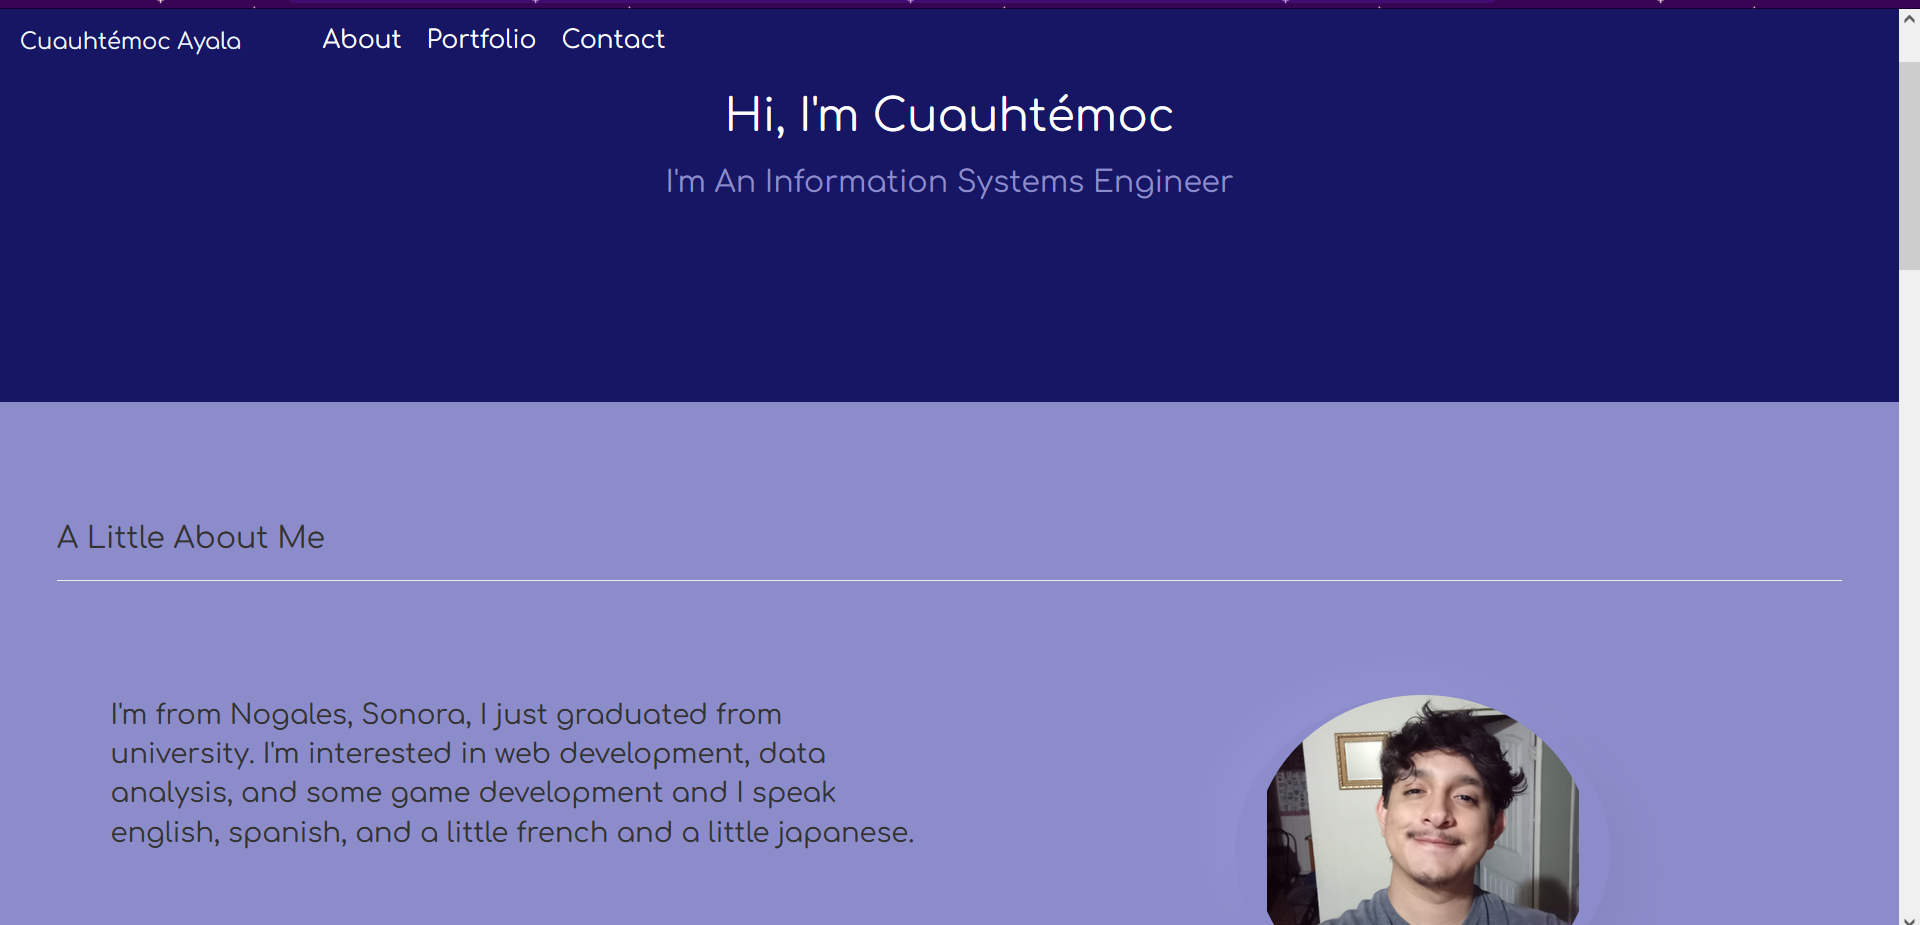 Cuauhtémoc Ayala About Portfolio Contact
Hi, I'm Cuauhtémoc
I'm An Information Systems Engineer
A Little About Me
I'm from Nogales, Sonora, I just graduated from
university. I'm interested in web development, data
analysis, and some game development and I speak
english, spanish, and a little french and a little japanese.